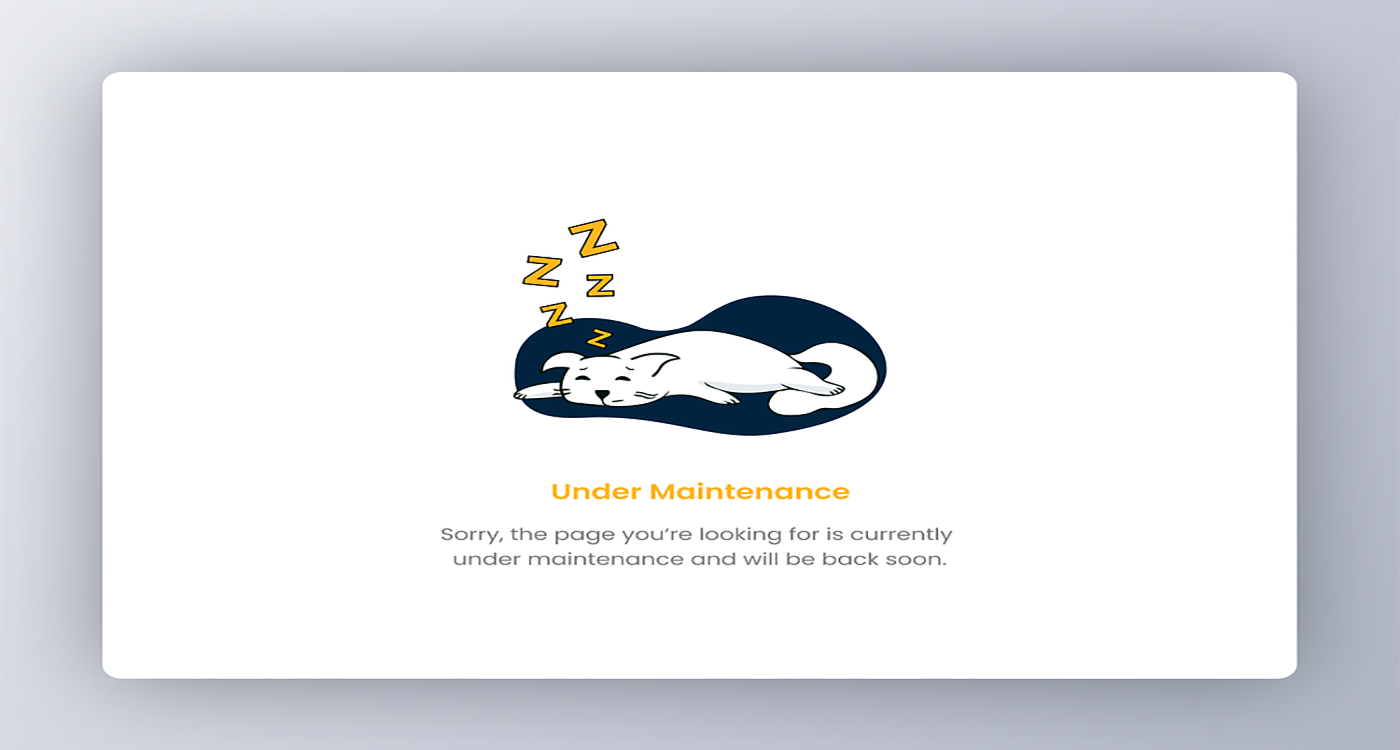 Z
Z
Z
Z
Z
Under Maintenance
Sorry, the page you’re looking for is currently
under maintenance and will be back soon.